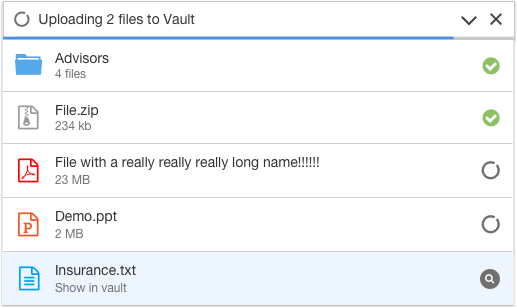 Uploading 2 files to Vault
Advisors
4 files
File.zip
234 kb
File with a really really really long name!!!!!!
23 MB
Demo.ppt
P
2 MB
Insurance.txt
Show in vault